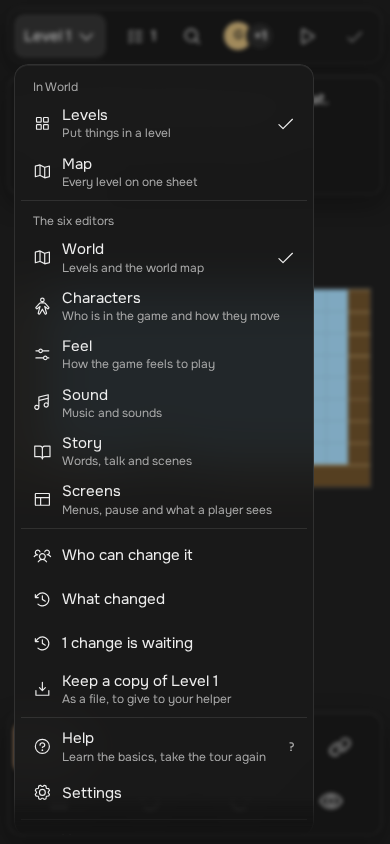 Level 1
1
+1
In World
Levels
Put things in a level
Map
Every level on one sheet
The six editors
World
Levels and the world map
Characters
Who is in the game and how they move
Feel
How the game feels to play
Sound
Music and sounds
Story
Words, talk and scenes
Screens
Menus, pause and what a player sees
Who can change it
What changed
1 change is waiting
Keep a copy of Level 1
As a file, to give to your helper
Help
Learn the basics, take the tour again
?
Settings